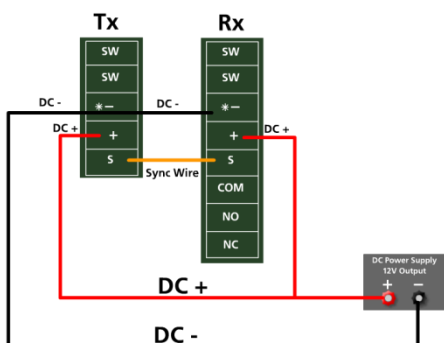 Tx
Rx
SW
SW
SW
SW
DC -
✳–
DC -
✳–
DC +
+
+
DC +
S
S
Sync Wire
COM
NO
NC
DC Power Supply
12V Output
+ –
DC +
DC -